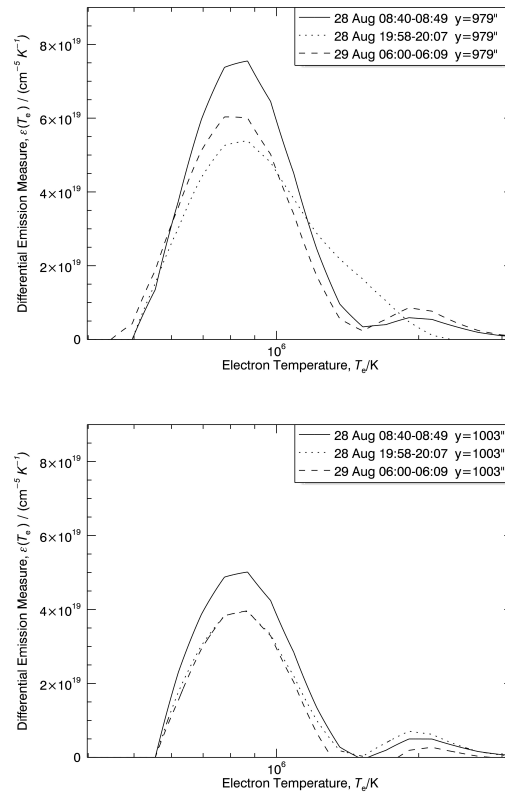 28 Aug 08:40-08:49 y=979"
28 Aug 19:58-20:07 y=979"
29 Aug 06:00-06:09 y=979"
Differential Emission Measure, ε(Tₑ) / (cm⁻⁵ K⁻¹)
8×10¹⁹
6×10¹⁹
4×10¹⁹
2×10¹⁹
0
10⁶
Electron Temperature, Tₑ/K
28 Aug 08:40-08:49 y=1003"
28 Aug 19:58-20:07 y=1003"
29 Aug 06:00-06:09 y=1003"
Differential Emission Measure, ε(Tₑ) / (cm⁻⁵ K⁻¹)
8×10¹⁹
6×10¹⁹
4×10¹⁹
2×10¹⁹
0
10⁶
Electron Temperature, Tₑ/K